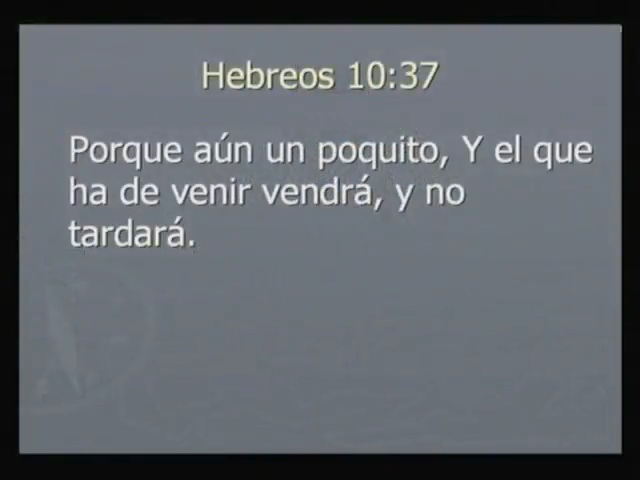 Hebreos 10:37
Porque aún un poquito, Y el que
ha de venir vendrá, y no
tardará.